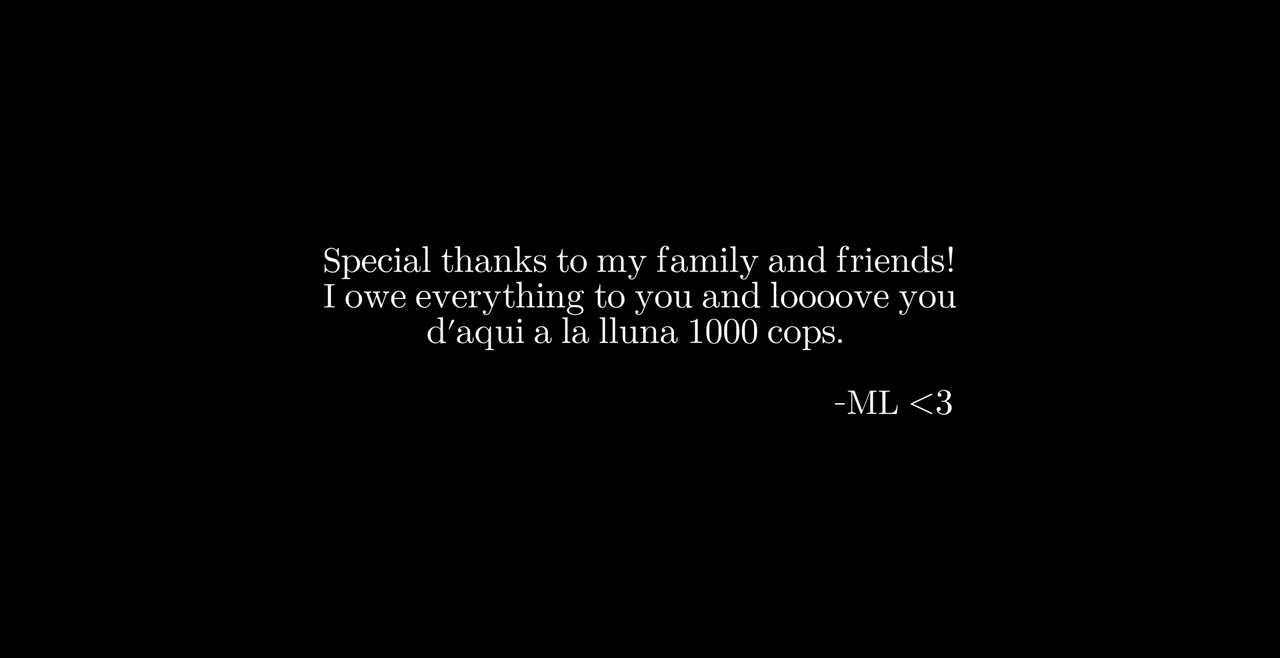 Special thanks to my family and friends!
I owe everything to you and loooove you
d'aqui a la lluna 1000 cops.
-ML <3